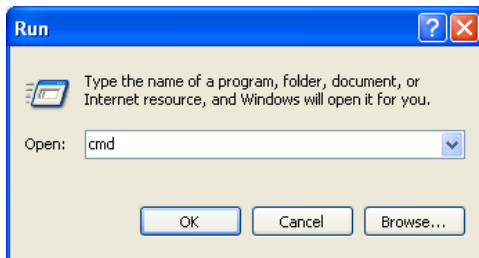 Run
Type the name of a program, folder, document, or
Internet resource, and Windows will open it for you.
Open: cmd
OK Cancel Browse...